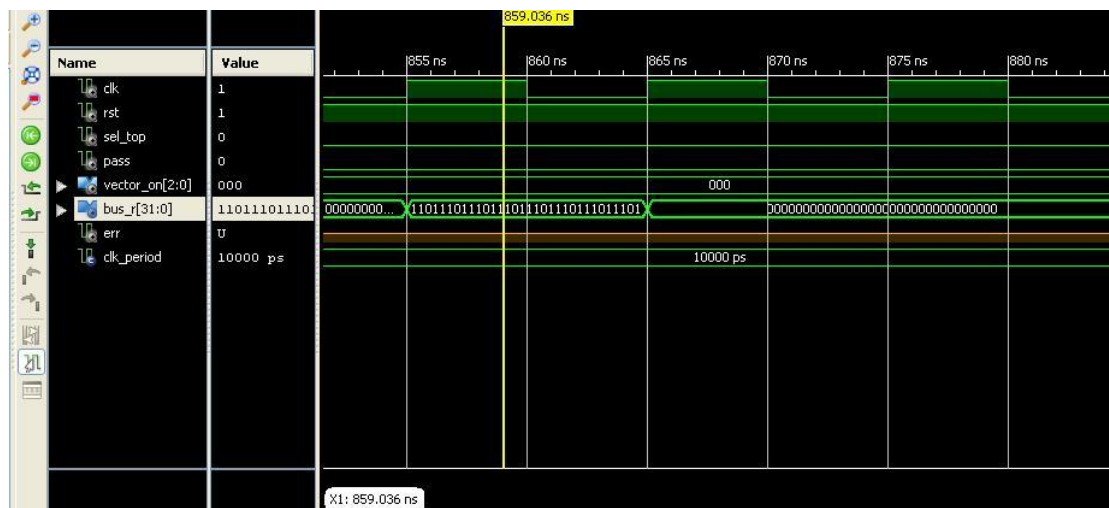 859.036 ns
Name Value
855 ns 860 ns 865 ns 870 ns 875 ns 880 ns
clk 1
rst 1
sel_top 0
pass 0
vector_on[2:0] 000 000
bus_r[31:0] 110111011101 00000000... 11011101110111011101110111011101 00000000000000000000000000000000
err U
clk_period 10000 ps 10000 ps
X1: 859.036 ns